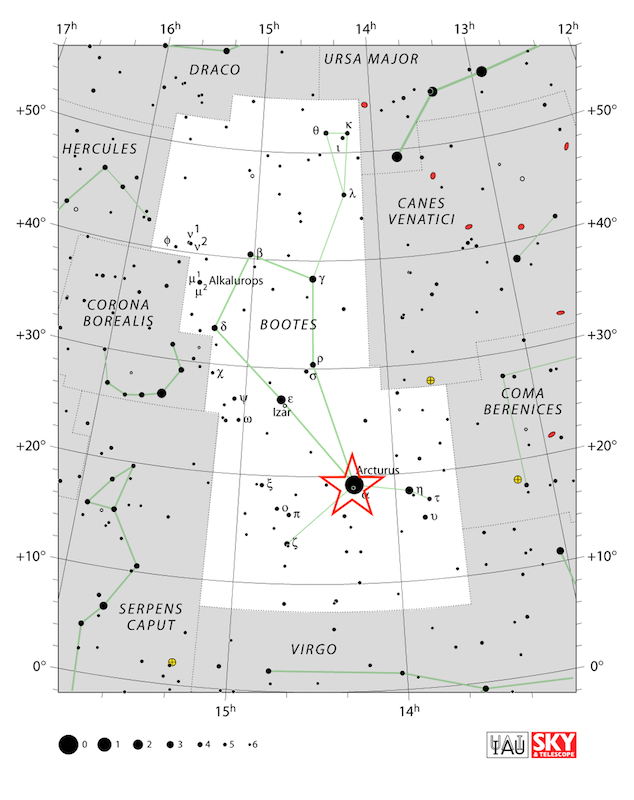 17h 16h 15h 14h 13h 12h
URSA MAJOR
DRACO
+50° +50°
θ κ
ι
HERCULES
λ
CANES
VENATICI
+40° +40°
ν1
φ ν2
β
μ1 Alkalurops
μ2
γ
CORONA
BOREALIS
BOOTES
δ
+30° +30°
ρ
χ σ
COMA
BERENICES
ψ ε
Izar
ω
+20° +20°
Arcturus
ξ η
α τ
ο π
υ
ζ
+10° +10°
SERPENS
CAPUT
VIRGO
0° 0°
15h 14h
0 1 2 3 4 5 6
IAU SKY
& TELESCOPE